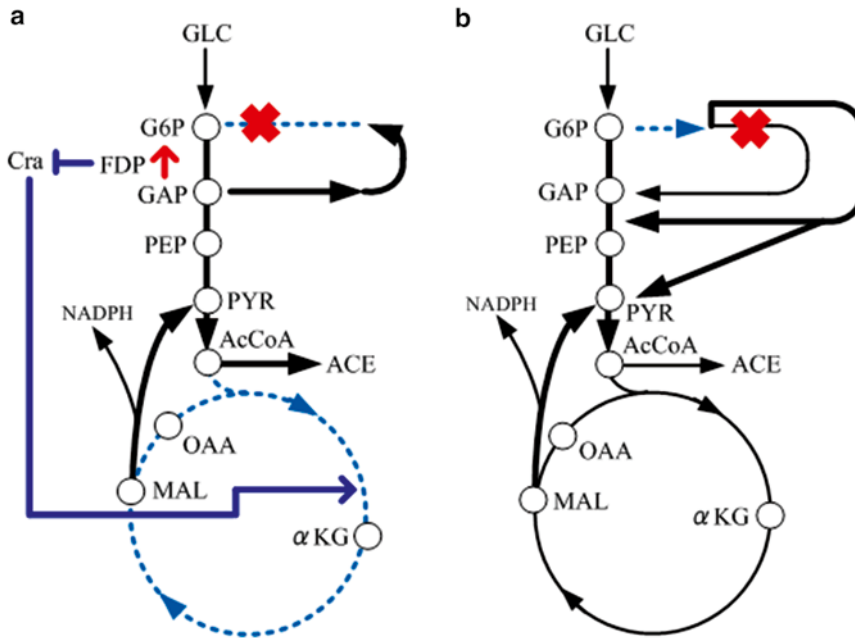 a
GLC
G6P
Cra
FDP
GAP
PEP
NADPH
PYR
AcCoA
ACE
OAA
MAL
αKG
b
GLC
G6P
GAP
PEP
NADPH
PYR
AcCoA
ACE
OAA
MAL
αKG